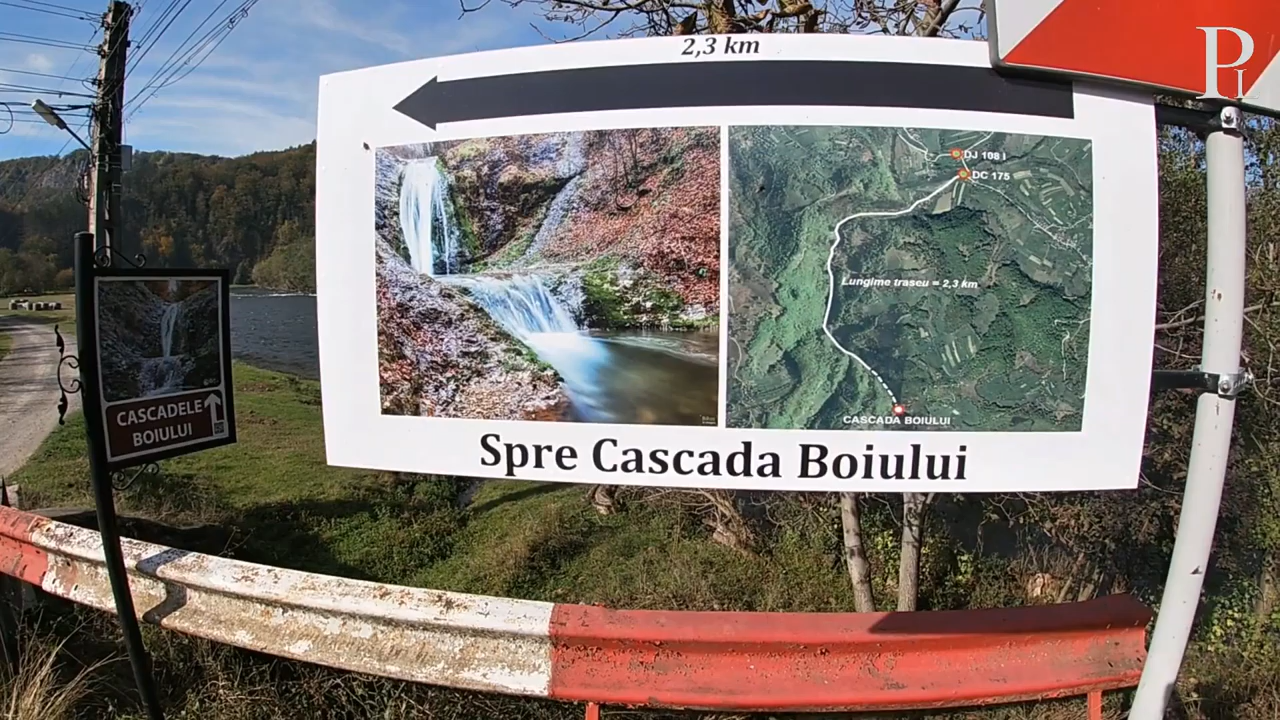 2,3 km
DJ 108 I
DC 175
Lungime traseu = 2,3 km
CASCADA BOIULUI
Spre Cascada Boiului
CASCADELE
BOIULUI
PI